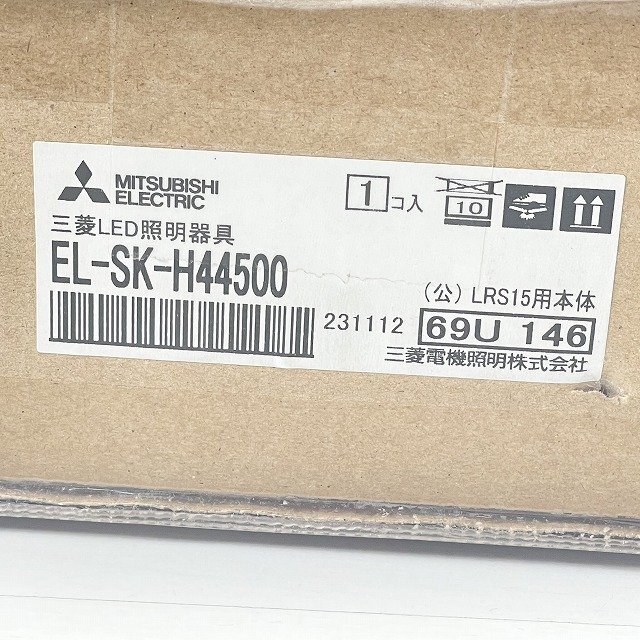 MITSUBISHI
ELECTRIC
1コ入
10
三菱LED照明器具
EL-SK-H44500
(公) LRS15用本体
231112
69U 146
三菱電機照明株式会社